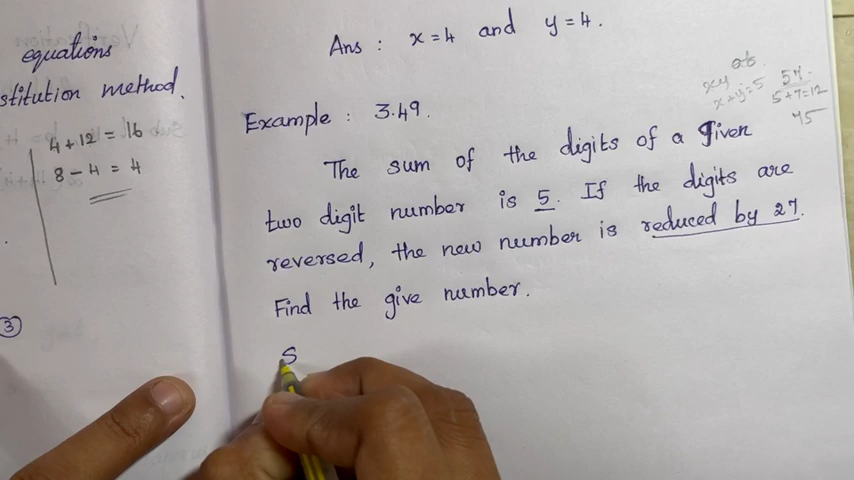 equations
stitution method.
4 + 12 = 16
8 - 4 = 4
3
Ans : x = 4 and y = 4.
Example : 3.49.
xy
x + y = 5
57
5 + 7 = 12
75
The sum of the digits of a given
two digit number is 5. If the digits are
reversed, the new number is reduced by 27.
Find the give number.
S